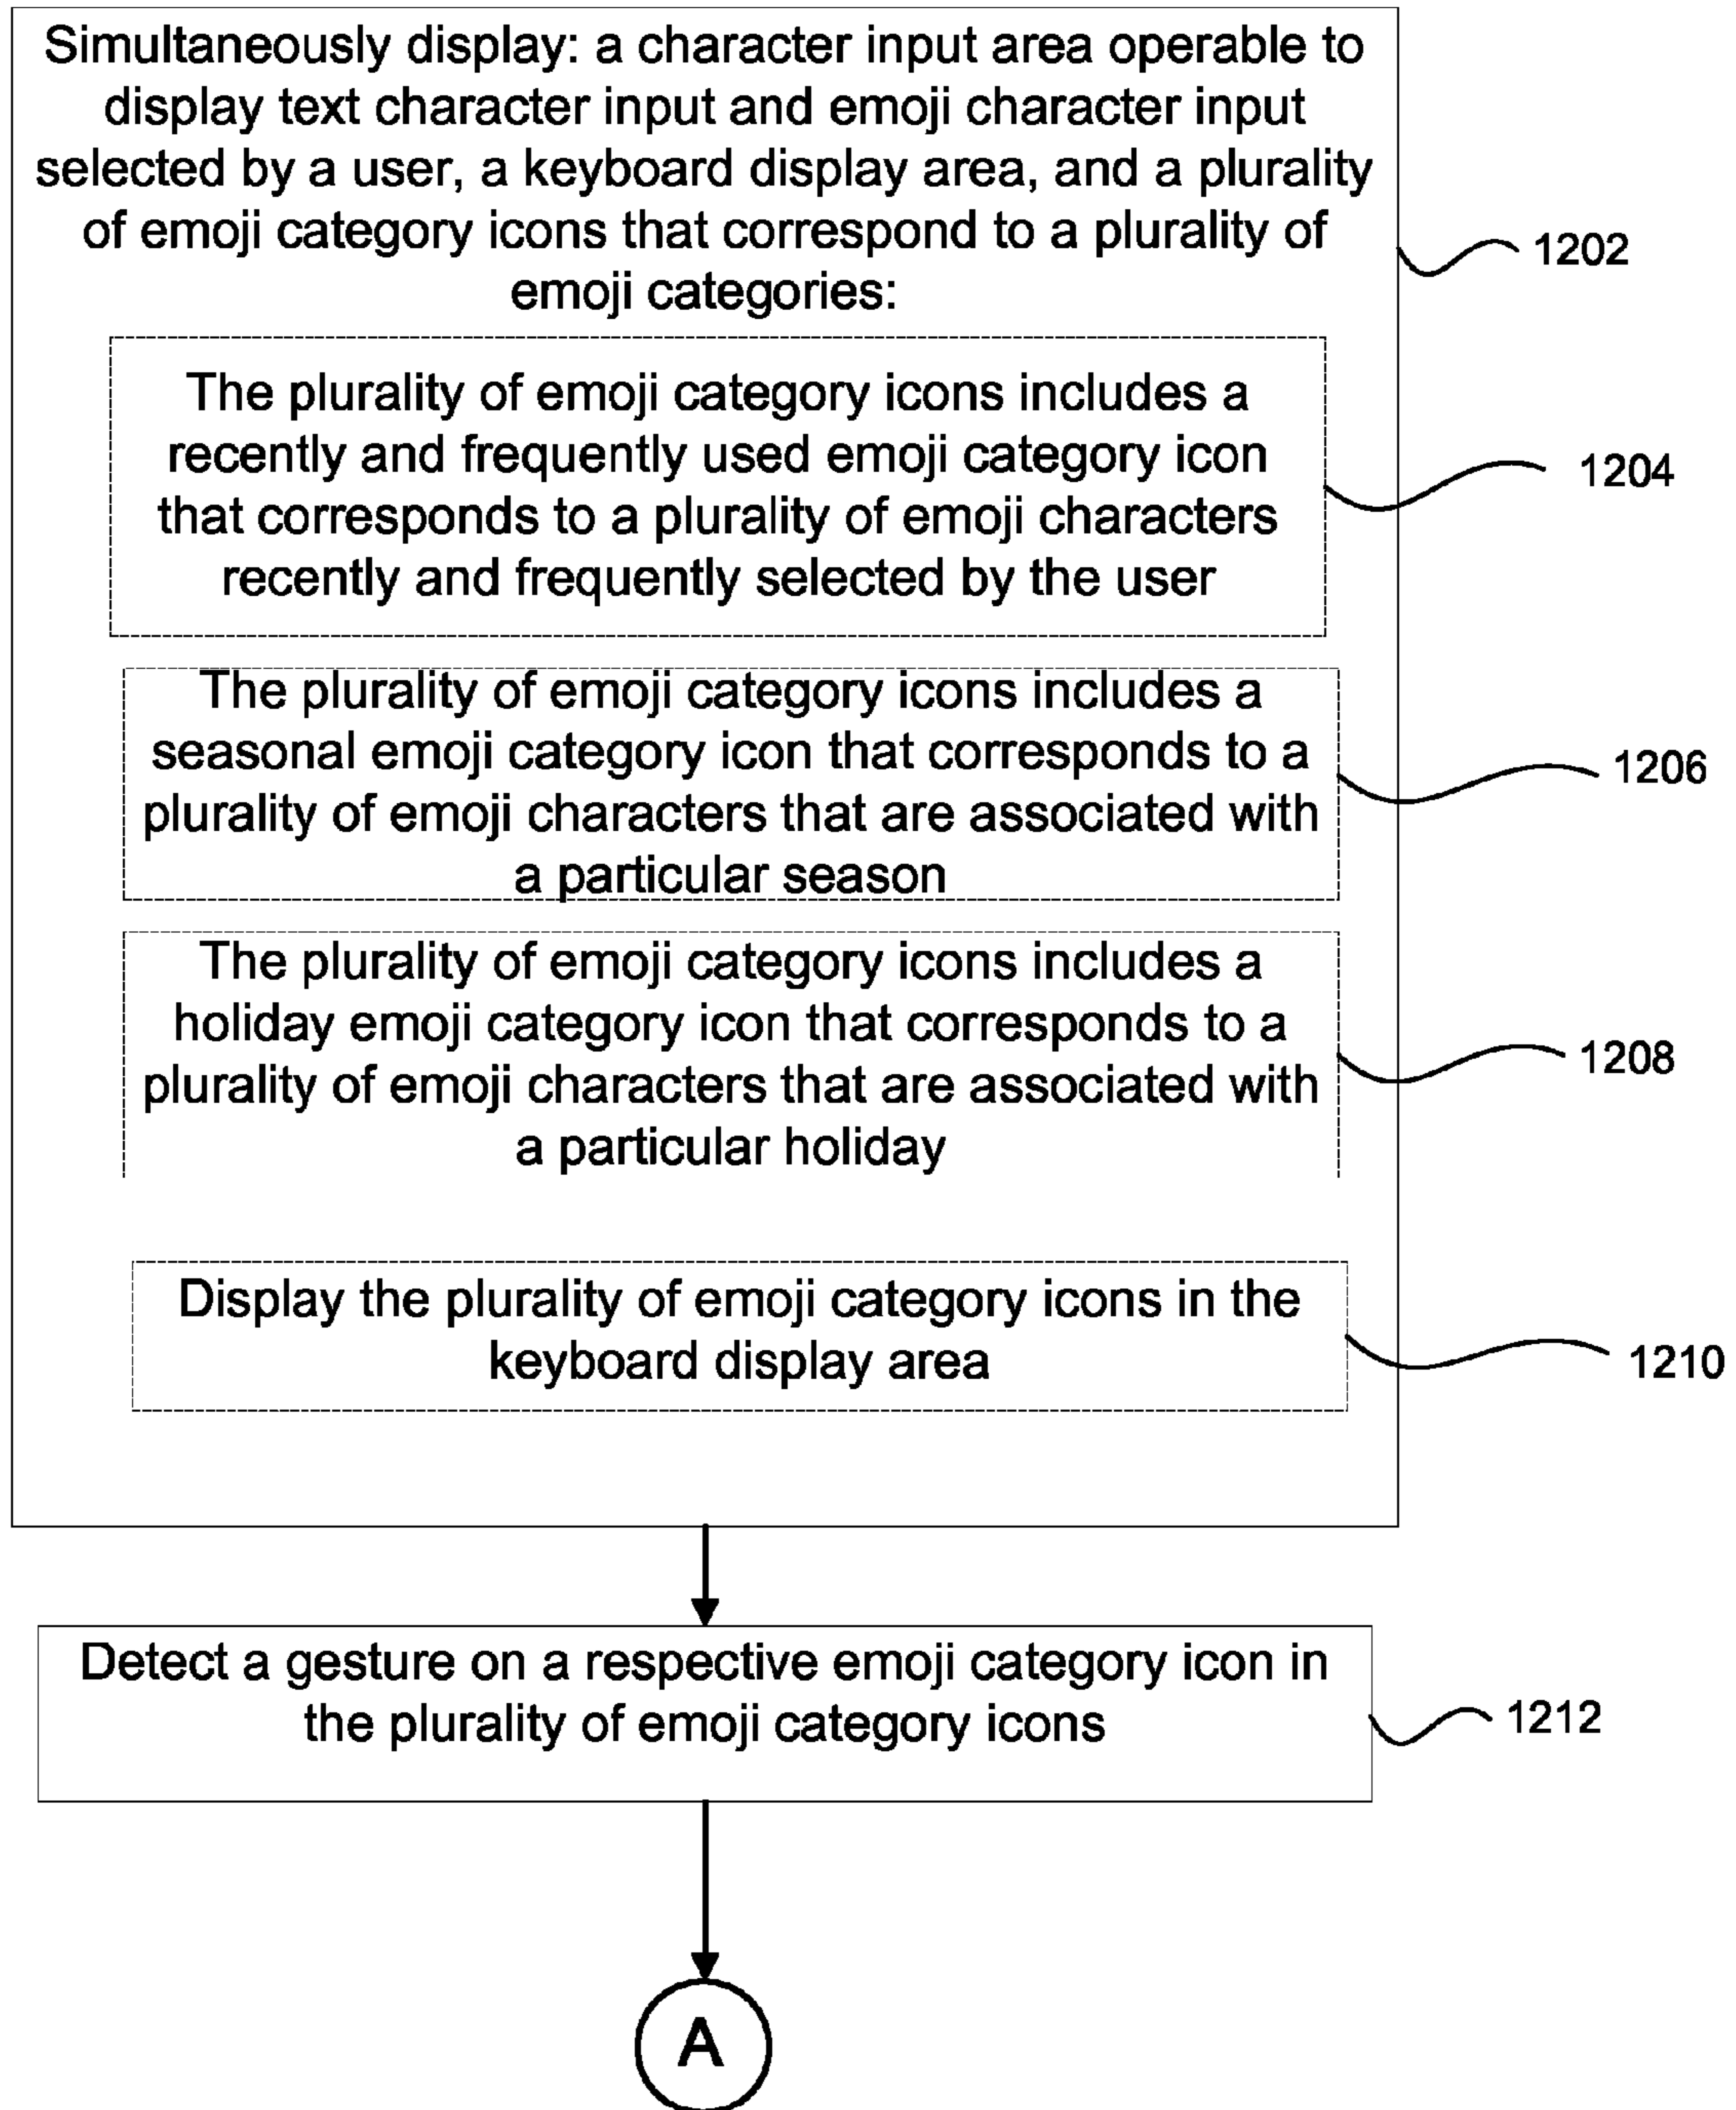 Simultaneously display: a character input area operable to
display text character input and emoji character input
selected by a user, a keyboard display area, and a plurality
of emoji category icons that correspond to a plurality of
emoji categories:
1202
The plurality of emoji category icons includes a
recently and frequently used emoji category icon
that corresponds to a plurality of emoji characters
recently and frequently selected by the user
1204
The plurality of emoji category icons includes a
seasonal emoji category icon that corresponds to a
plurality of emoji characters that are associated with
a particular season
1206
The plurality of emoji category icons includes a
holiday emoji category icon that corresponds to a
plurality of emoji characters that are associated with
a particular holiday
1208
Display the plurality of emoji category icons in the
keyboard display area
1210
Detect a gesture on a respective emoji category icon in
the plurality of emoji category icons
1212
A